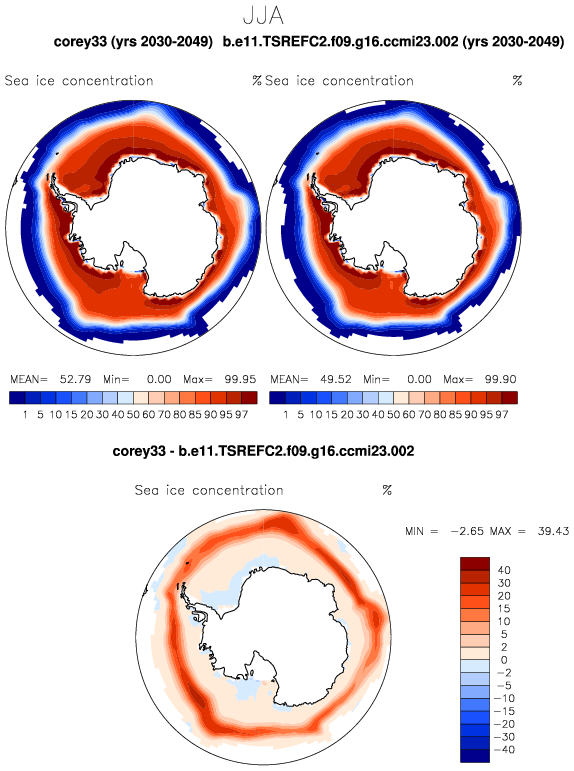 JJA
corey33 (yrs 2030-2049) b.e11.TSREFC2.f09.g16.ccmi23.002 (yrs 2030-2049)
Sea ice concentration % Sea ice concentration %
MEAN= 52.79 Min= 0.00 Max= 99.95 MEAN= 49.52 Min= 0.00 Max= 99.90
1 5 10 15 20 30 40 50 60 70 80 85 90 95 97 1 5 10 15 20 30 40 50 60 70 80 85 90 95 97
corey33 - b.e11.TSREFC2.f09.g16.ccmi23.002
Sea ice concentration %
MIN = -2.65 MAX = 39.43
40
30
20
15
10
5
2
0
-2
-5
-10
-15
-20
-30
-40